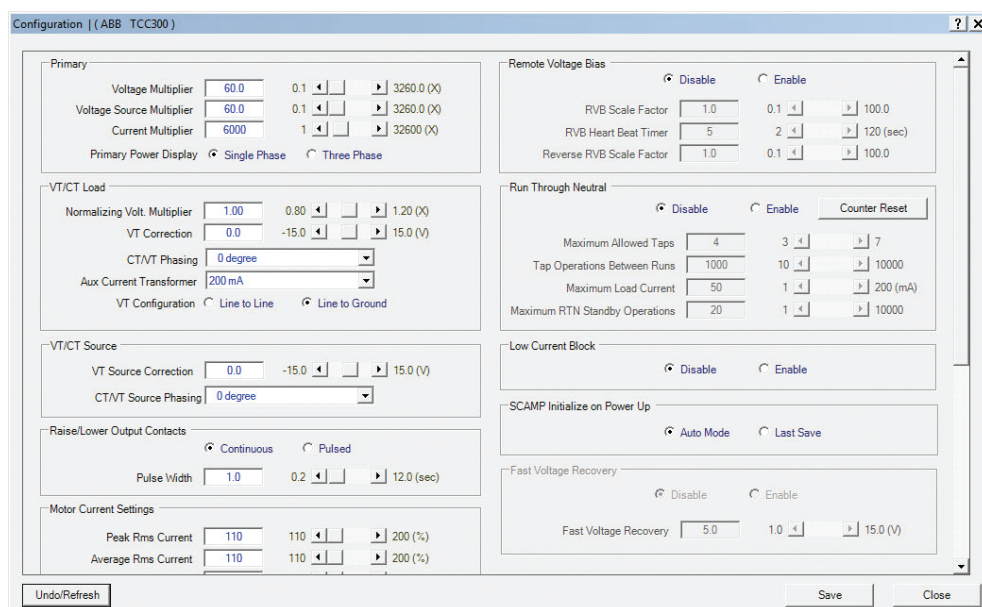 Configuration | ( ABB TCC300 )
? X
Primary
Voltage Multiplier 60.0 0.1 3260.0 (X)
Voltage Source Multiplier 60.0 0.1 3260.0 (X)
Current Multiplier 6000 1 32600 (X)
Primary Power Display Single Phase Three Phase
VT/CT Load
Normalizing Volt. Multiplier 1.00 0.80 1.20 (X)
VT Correction 0.0 -15.0 15.0 (V)
CT/VT Phasing 0 degree
Aux Current Transformer 200 mA
VT Configuration Line to Line Line to Ground
VT/CT Source
VT Source Correction 0.0 -15.0 15.0 (V)
CT/VT Source Phasing 0 degree
Raise/Lower Output Contacts
Continuous Pulsed
Pulse Width 1.0 0.2 12.0 (sec)
Motor Current Settings
Peak Rms Current 110 110 200 (%)
Average Rms Current 110 110 200 (%)
Remote Voltage Bias
Disable Enable
RVB Scale Factor 1.0 0.1 100.0
RVB Heart Beat Timer 5 2 120 (sec)
Reverse RVB Scale Factor 1.0 0.1 100.0
Run Through Neutral
Disable Enable Counter Reset
Maximum Allowed Taps 4 3 7
Tap Operations Between Runs 1000 10 10000
Maximum Load Current 50 1 200 (mA)
Maximum RTN Standby Operations 20 1 10000
Low Current Block
Disable Enable
SCAMP Initialize on Power Up
Auto Mode Last Save
Fast Voltage Recovery
Disable Enable
Fast Voltage Recovery 5.0 1.0 15.0 (V)
Undo/Refresh Save Close